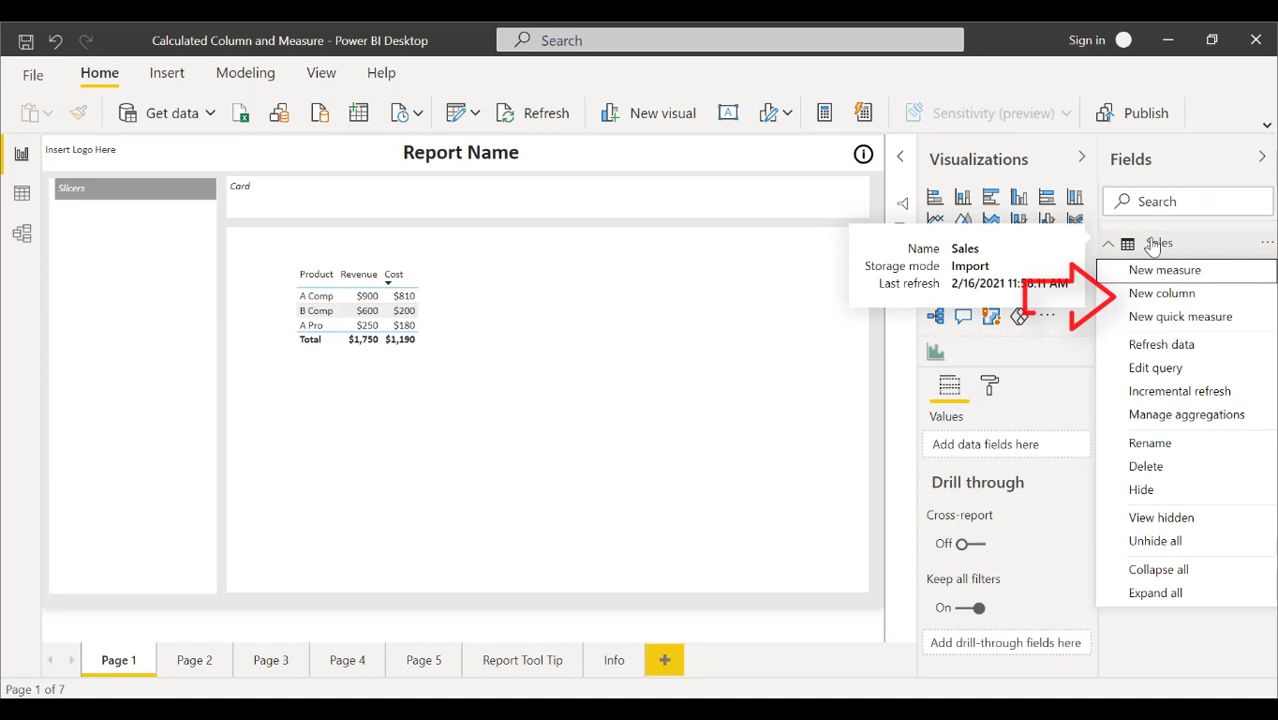 Calculated Column and Measure - Power BI Desktop
Search
Sign in
File Home Insert Modeling View Help
Get data Refresh New visual Sensitivity (preview) Publish
Insert Logo Here
Report Name
Visualizations
Fields
Slicers
Card
Search
Sales
Name Sales
Storage mode Import
Last refresh 2/16/2021 11:58:11 AM
Product Revenue Cost
A Comp $900 $810
B Comp $600 $200
A Pro $250 $180
Total $1,750 $1,190
New measure
New column
New quick measure
Refresh data
Edit query
Incremental refresh
Manage aggregations
Rename
Delete
Hide
View hidden
Unhide all
Collapse all
Expand all
Values
Add data fields here
Drill through
Cross-report
Off
Keep all filters
On
Add drill-through fields here
Page 1 Page 2 Page 3 Page 4 Page 5 Report Tool Tip Info
Page 1 of 7